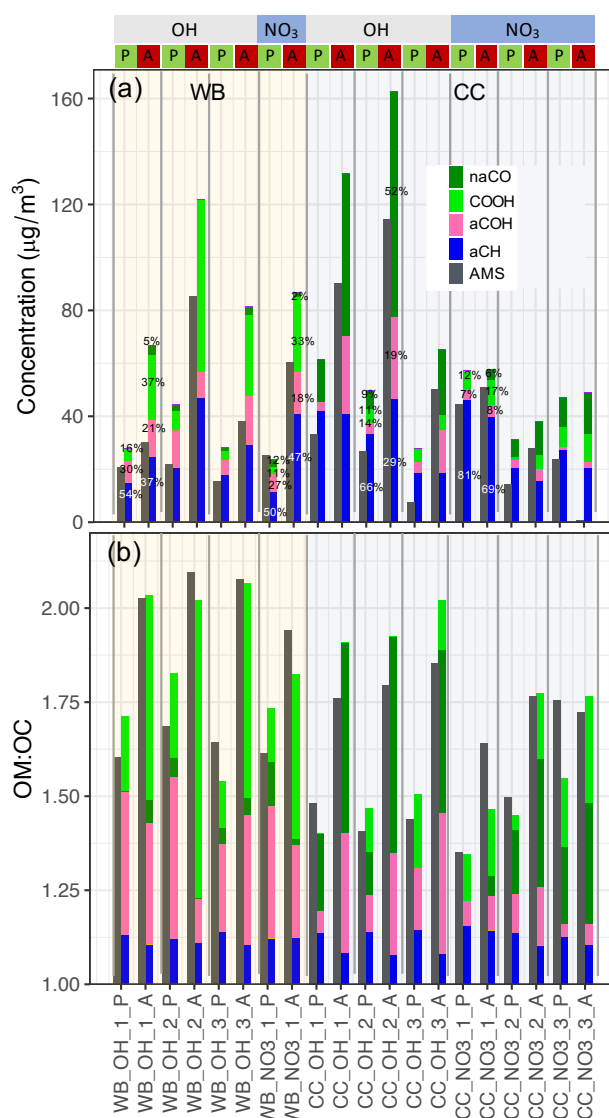 OH NO₃ OH NO₃
P A P A P A P A P A P A P A P A P A P A
(a) WB CC
Concentration (μg/m³)
160
120
80
40
0
naCO
COOH
aCOH
aCH
AMS
16%
30%
54%
5%
37%
21%
37%
12%
11%
27%
50%
2%
33%
18%
47%
9%
11%
14%
66%
52%
19%
29%
12%
7%
81%
6%
17%
8%
69%
(b)
OM:OC
2.00
1.75
1.50
1.25
1.00
WB_OH_1_P
WB_OH_1_A
WB_OH_2_P
WB_OH_2_A
WB_OH_3_P
WB_OH_3_A
WB_NO3_1_P
WB_NO3_1_A
CC_OH_1_P
CC_OH_1_A
CC_OH_2_P
CC_OH_2_A
CC_OH_3_P
CC_OH_3_A
CC_NO3_1_P
CC_NO3_1_A
CC_NO3_2_P
CC_NO3_2_A
CC_NO3_3_P
CC_NO3_3_A